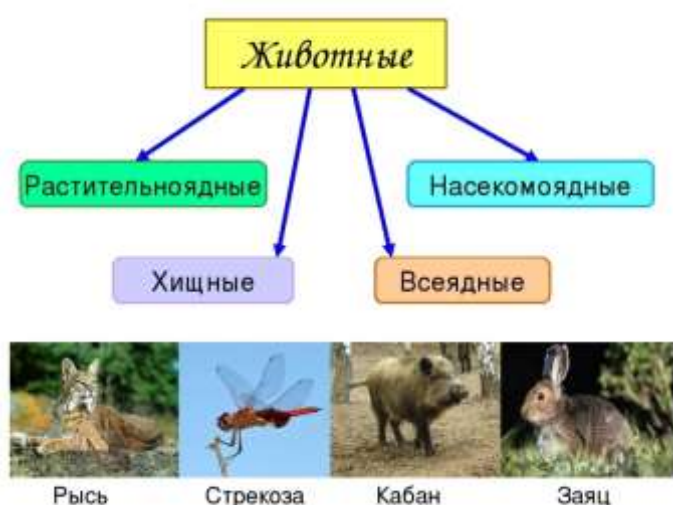 Животные
Растительноядные
Насекомоядные
Хищные
Всеядные
Рысь
Стрекоза
Кабан
Заяц